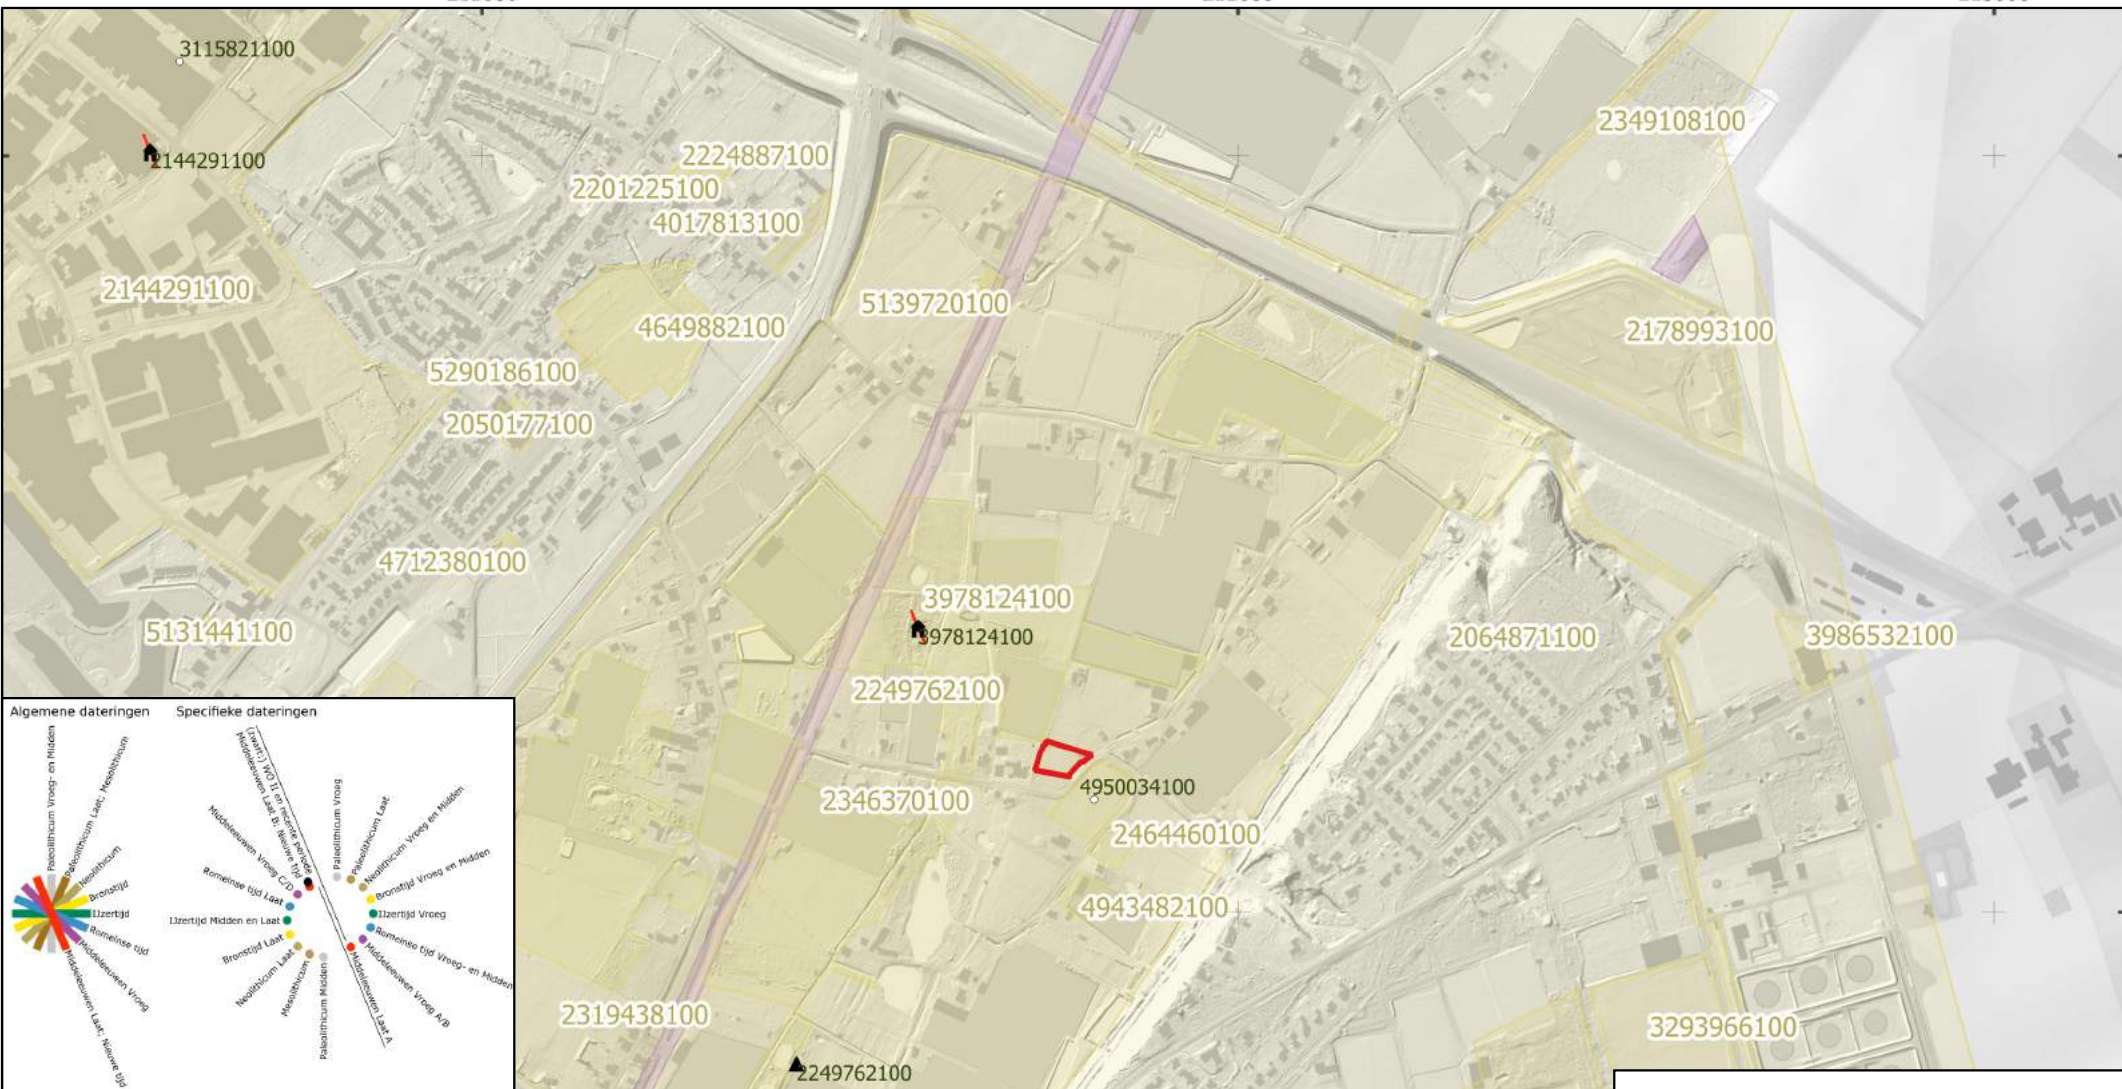 3115821100
2144291100
2349108100
2224887100
2201225100
4017813100
2144291100
5139720100
4649882100
2178993100
5290186100
2050177100
4712380100
3978124100
3978124100
5131441100
2064871100
3986532100
2249762100
4950034100
2346370100
2464460100
4943482100
2319438100
3293966100
2249762100
Algemene dateringen
Paleolithicum Vroeg- en Midden
Paleolithicum Laat; Mesolithicum
Neolithicum
Bronstijd
IJzertijd
Romeinse tijd
Middeleeuwen Vroeg
Middeleeuwen Laat; Nieuwe tijd
Specifieke dateringen
(zwart:) WO II en recente periode
Middeleeuwen Laat B; Nieuwe tijd
Middeleeuwen Vroeg C/D
Romeinse tijd Laat
IJzertijd Midden en Laat
Bronstijd Laat
Neolithicum Laat
Mesolithicum
Paleolithicum Midden
Paleolithicum Vroeg
Paleolithicum Laat
Neolithicum Vroeg en Midden
Bronstijd Vroeg en Midden
IJzertijd Vroeg
Romeinse tijd Vroeg- en Midden
Middeleeuwen Vroeg A/B
Middeleeuwen Laat A